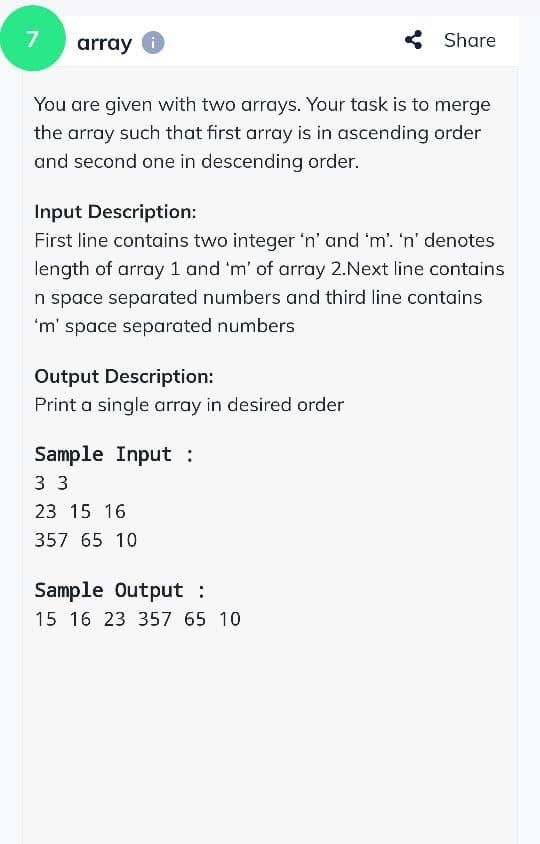 7
array i
Share
You are given with two arrays. Your task is to merge
the array such that first array is in ascending order
and second one in descending order.
Input Description:
First line contains two integer ‘n’ and ‘m’. ‘n’ denotes
length of array 1 and ‘m’ of array 2.Next line contains
n space separated numbers and third line contains
‘m’ space separated numbers
Output Description:
Print a single array in desired order
Sample Input :
3 3
23 15 16
357 65 10
Sample Output :
15 16 23 357 65 10